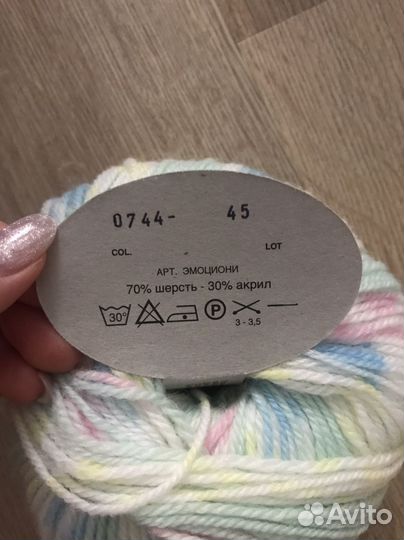 0744- 45
COL. LOT
АРТ. ЭМОЦИОНИ
70% шерсть - 30% акрил
30° P
3 - 3,5
Avito